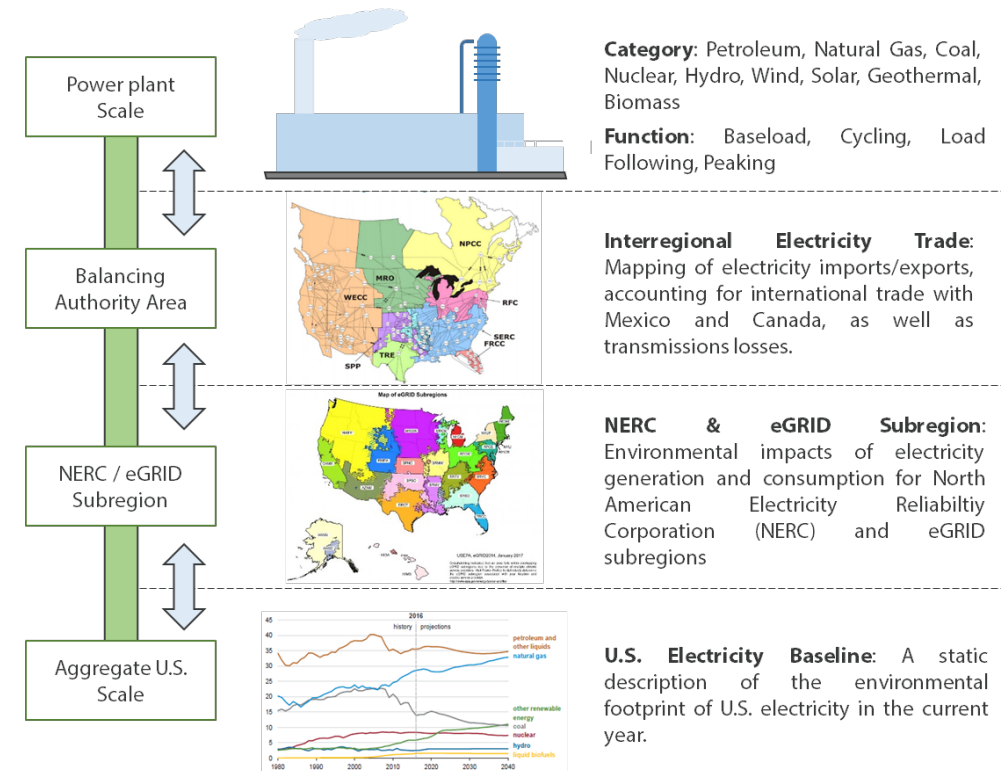 Power plant
Scale
Category: Petroleum, Natural Gas, Coal,
Nuclear, Hydro, Wind, Solar, Geothermal,
Biomass
Function: Baseload, Cycling, Load
Following, Peaking
Balancing
Authority Area
NPCC
MRO
WECC
RFC
SERC
FRCC
SPP
TRE
Interregional Electricity Trade:
Mapping of electricity imports/exports,
accounting for international trade with
Mexico and Canada, as well as
transmissions losses.
NERC / eGRID
Subregion
Map of eGRID Subregions
USEPA, eGRID2014, January 2017
NERC & eGRID Subregion:
Environmental impacts of electricity
generation and consumption for North
American Electricity Reliabiltiy
Corporation (NERC) and eGRID
subregions
Aggregate U.S.
Scale
2016
history projections
45
40
35
30
25
20
15
10
5
0
1980 1990 2000 2010 2020 2030 2040
petroleum and
other liquids
natural gas
other renewable
energy
coal
nuclear
hydro
liquid biofuels
U.S. Electricity Baseline: A static
description of the environmental
footprint of U.S. electricity in the current
year.